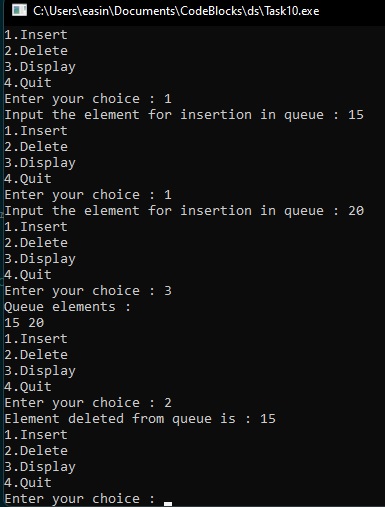 C:\Users\easin\Documents\CodeBlocks\ds\Task10.exe
1.Insert
2.Delete
3.Display
4.Quit
Enter your choice : 1
Input the element for insertion in queue : 15
1.Insert
2.Delete
3.Display
4.Quit
Enter your choice : 1
Input the element for insertion in queue : 20
1.Insert
2.Delete
3.Display
4.Quit
Enter your choice : 3
Queue elements :
15 20
1.Insert
2.Delete
3.Display
4.Quit
Enter your choice : 2
Element deleted from queue is : 15
1.Insert
2.Delete
3.Display
4.Quit
Enter your choice :